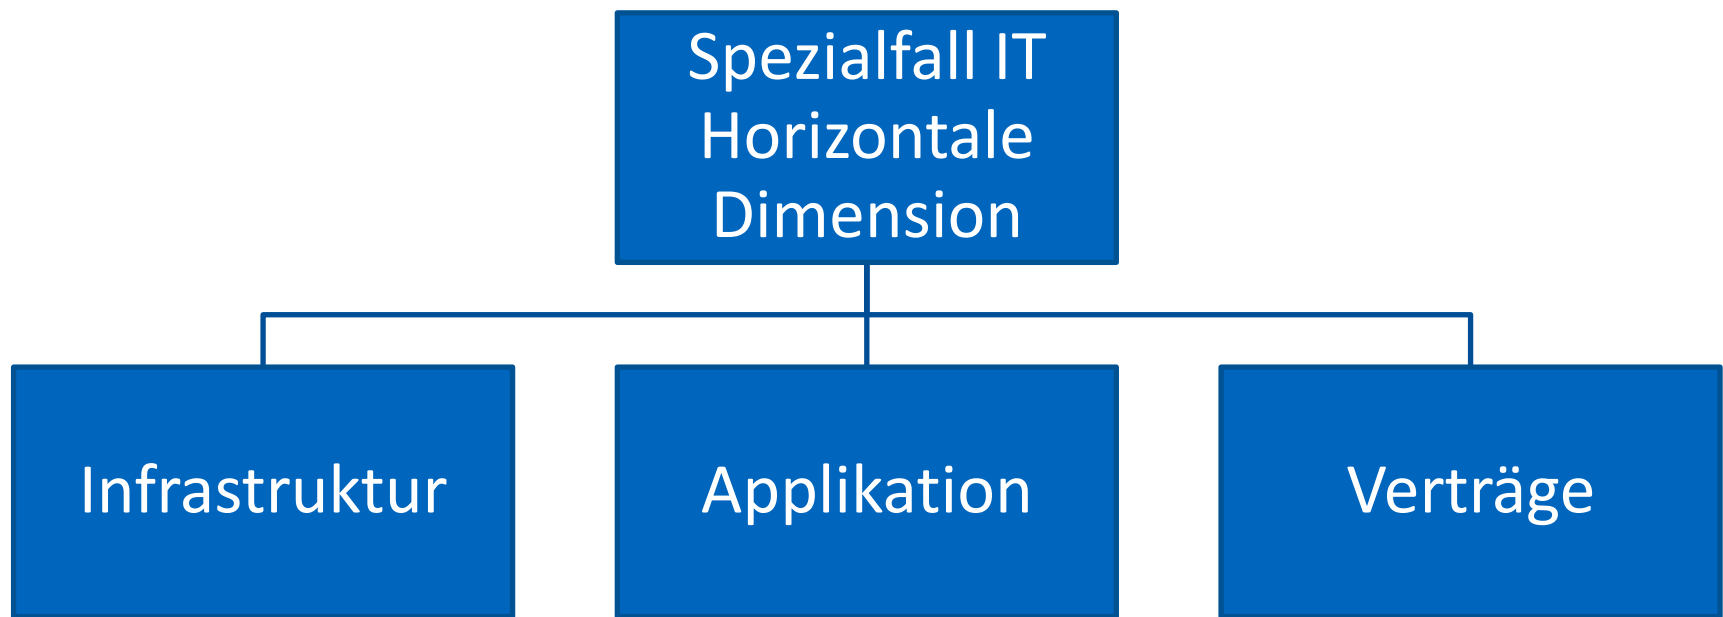 Spezialfall IT
Horizontale
Dimension
Infrastruktur
Applikation
Verträge